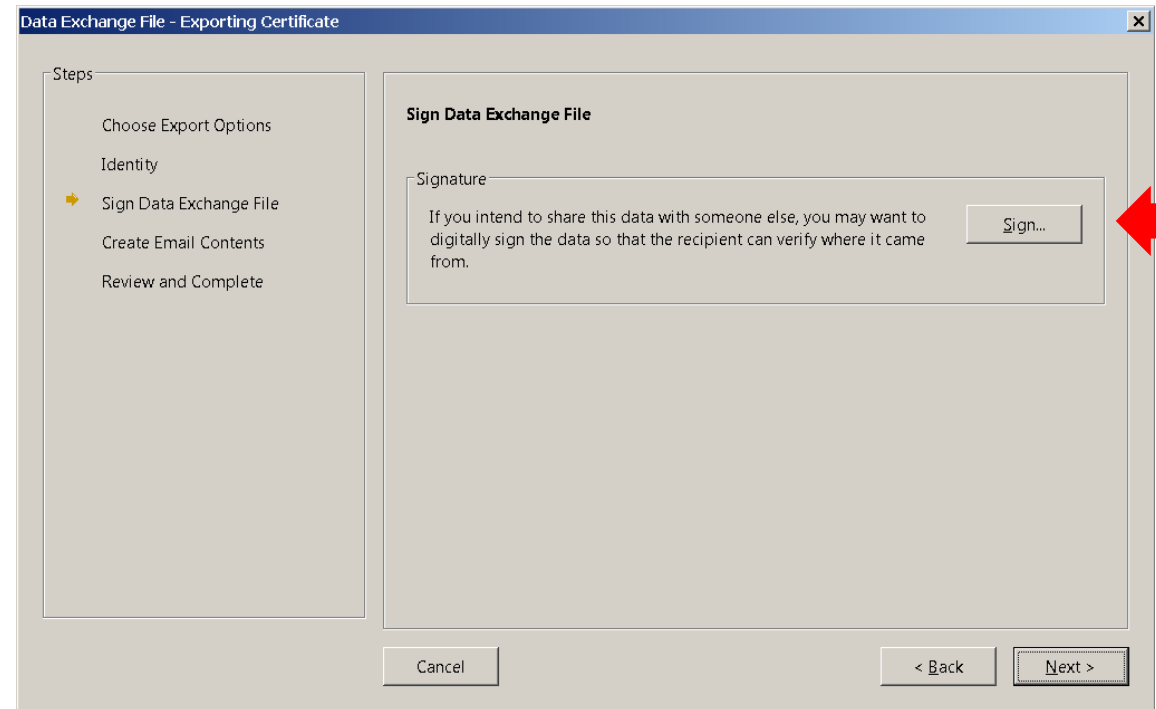 Data Exchange File - Exporting Certificate
Steps
Choose Export Options
Identity
Sign Data Exchange File
Create Email Contents
Review and Complete
Sign Data Exchange File
Signature
If you intend to share this data with someone else, you may want to
digitally sign the data so that the recipient can verify where it came
from.
Sign...
Cancel
< Back
Next >